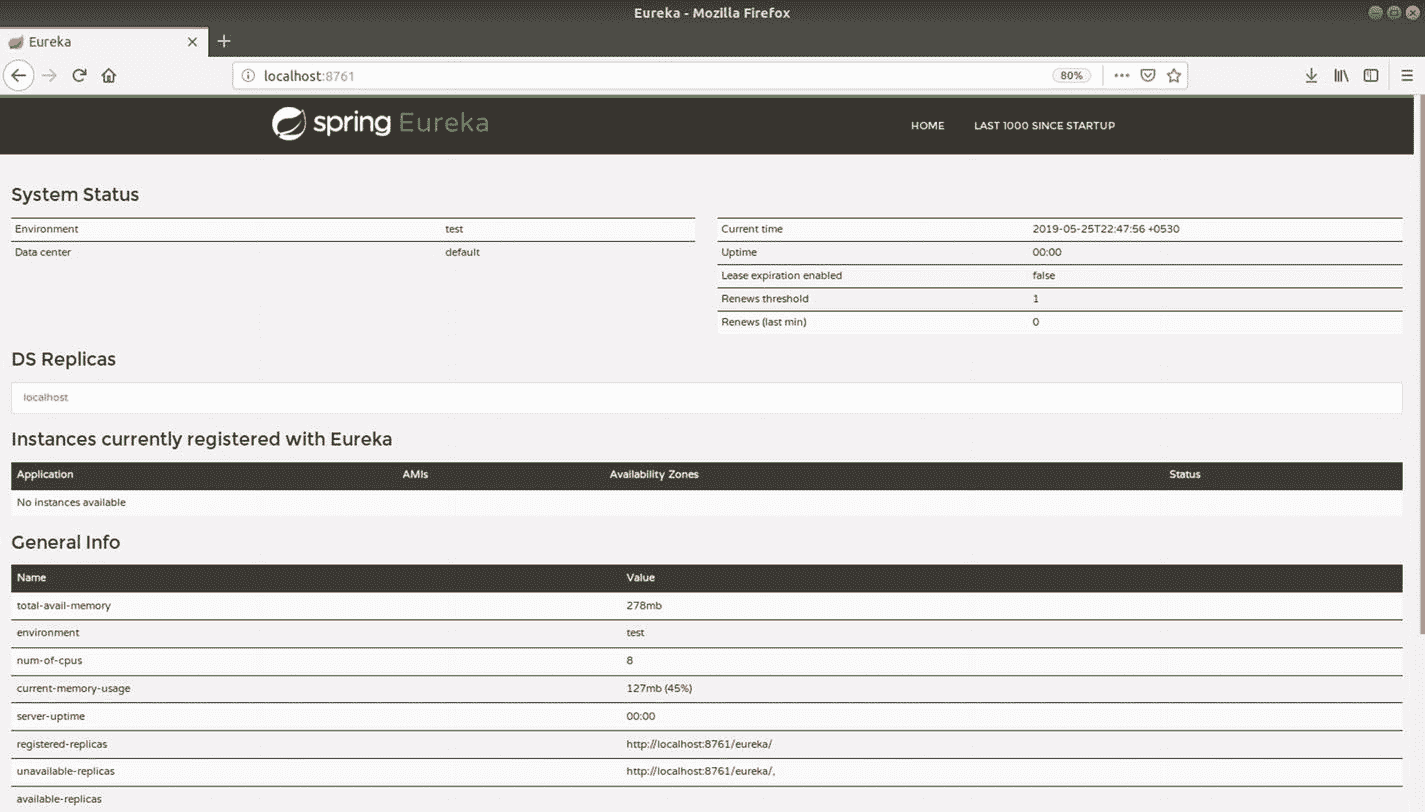 Eureka - Mozilla Firefox
Eureka
localhost:8761
80%
spring Eureka
HOME
LAST 1000 SINCE STARTUP
System Status
Environment test
Data center default
Current time 2019-05-25T22:47:56 +0530
Uptime 00:00
Lease expiration enabled false
Renews threshold 1
Renews (last min) 0
DS Replicas
localhost
Instances currently registered with Eureka
Application AMIs Availability Zones Status
No instances available
General Info
Name Value
total-avail-memory 278mb
environment test
num-of-cpus 8
current-memory-usage 127mb (45%)
server-uptime 00:00
registered-replicas http://localhost:8761/eureka/
unavailable-replicas http://localhost:8761/eureka/,
available-replicas